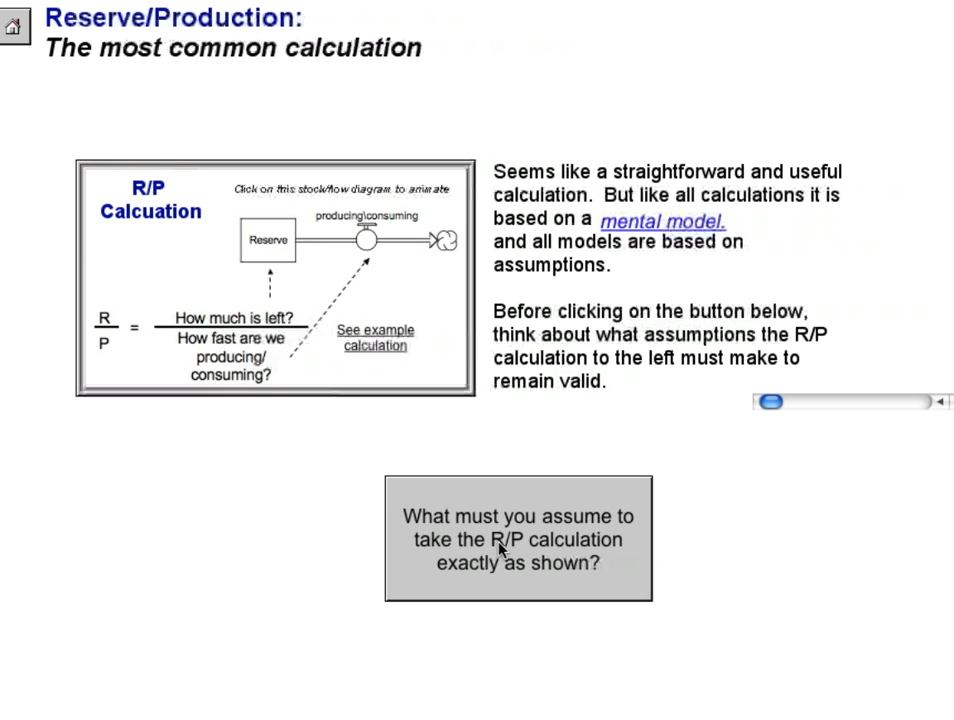 Reserve/Production:
The most common calculation
R/P
Calcuation
Click on this stock/flow diagram to animate
producing\consuming
Reserve
R
P
=
How much is left?
How fast are we
producing/
consuming?
See example
calculation
Seems like a straightforward and useful
calculation. But like all calculations it is
based on a mental model.
and all models are based on
assumptions.
Before clicking on the button below,
think about what assumptions the R/P
calculation to the left must make to
remain valid.
What must you assume to
take the R/P calculation
exactly as shown?